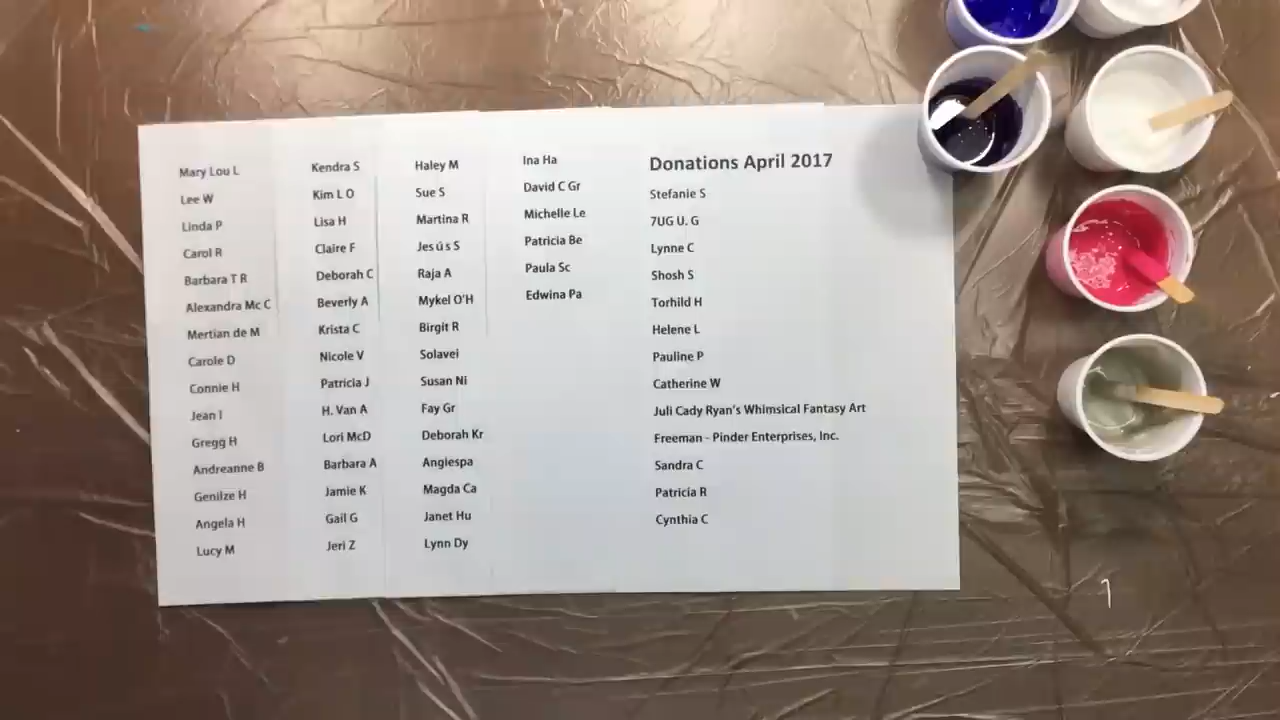 Mary Lou L
Lee W
Linda P
Carol R
Barbara T R
Alexandra Mc C
Mertian de M
Carole D
Connie H
Jean I
Gregg H
Andreanne B
Genilze H
Angela H
Lucy M
Kendra S
Kim L O
Lisa H
Claire F
Deborah C
Beverly A
Krista C
Nicole V
Patricia J
H. Van A
Lori McD
Barbara A
Jamie K
Gail G
Jeri Z
Haley M
Sue S
Martina R
Jesús S
Raja A
Mykel O'H
Birgit R
Solavei
Susan Ni
Fay Gr
Deborah Kr
Angiespa
Magda Ca
Janet Hu
Lynn Dy
Ina Ha
David C Gr
Michelle Le
Patricia Be
Paula Sc
Edwina Pa
Donations April 2017
Stefanie S
7UG U. G
Lynne C
Shosh S
Torhild H
Helene L
Pauline P
Catherine W
Juli Cady Ryan's Whimsical Fantasy Art
Freeman - Pinder Enterprises, Inc.
Sandra C
Patricia R
Cynthia C